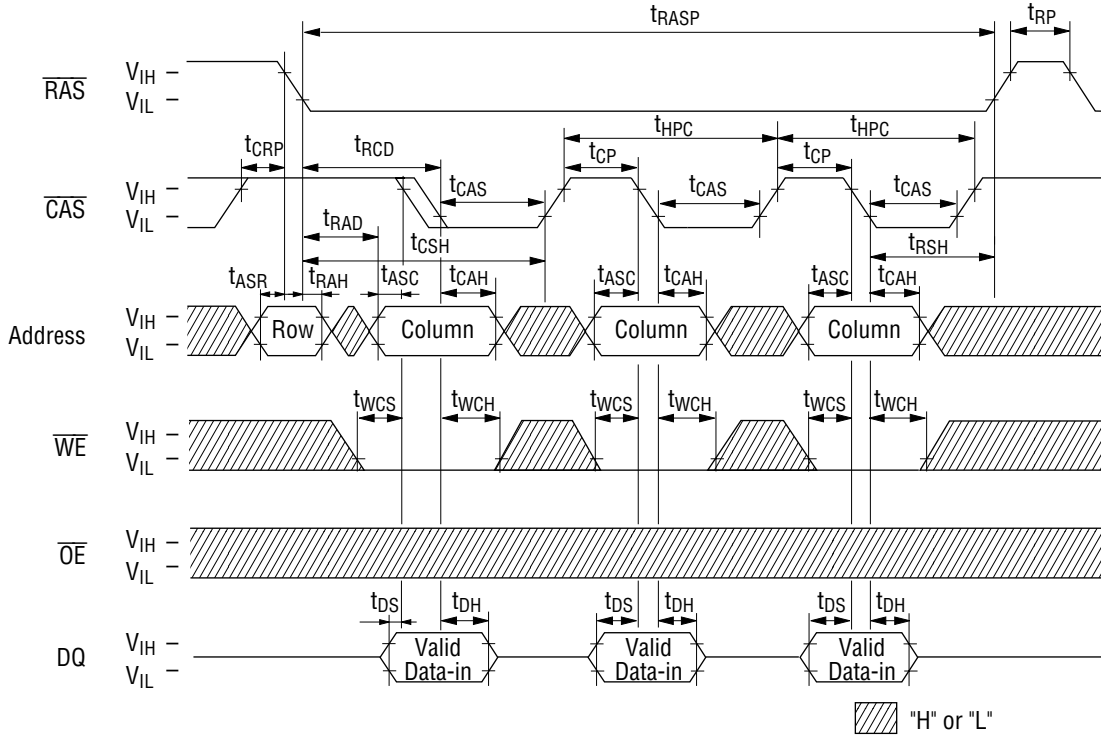 tRASP tRP
RAS VIH
VIL
tCRP tRCD tHPC tHPC
tCP tCP
CAS VIH
VIL
tCAS tCAS tCAS
tRAD tCSH tRSH
tASR tRAH tASC tCAH tASC tCAH tASC tCAH
Address VIH
VIL
Row Column Column Column
tWCS tWCH tWCS tWCH tWCS tWCH
WE VIH
VIL
OE VIH
VIL
tDS tDH tDS tDH tDS tDH
DQ VIH
VIL
Valid Data-in Valid Data-in Valid Data-in
"H" or "L"